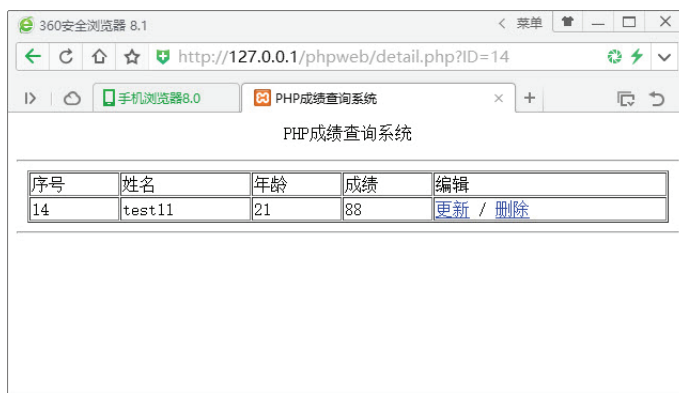 360安全浏览器 8.1 菜单
http://127.0.0.1/phpweb/detail.php?ID=14
手机浏览器8.0 PHP成绩查询系统
PHP成绩查询系统
序号 姓名 年龄 成绩 编辑
14 test11 21 88 更新 / 删除